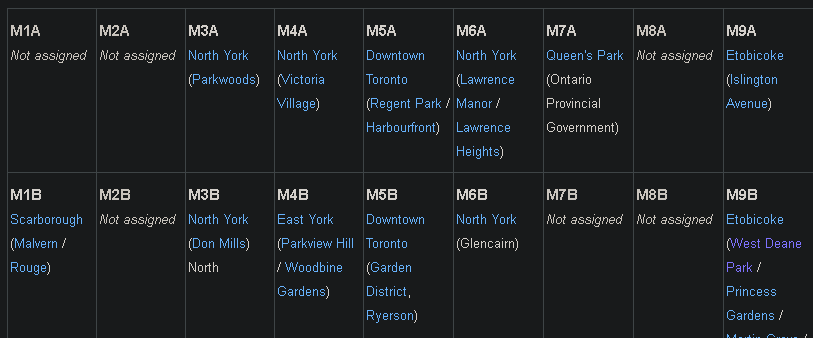 M1A
Not assigned
M2A
Not assigned
M3A
North York
(Parkwoods)
M4A
North York
(Victoria
Village)
M5A
Downtown
Toronto
(Regent Park /
Harbourfront)
M6A
North York
(Lawrence
Manor /
Lawrence
Heights)
M7A
Queen's Park
(Ontario
Provincial
Government)
M8A
Not assigned
M9A
Etobicoke
(Islington
Avenue)
M1B
Scarborough
(Malvern /
Rouge)
M2B
Not assigned
M3B
North York
(Don Mills)
North
M4B
East York
(Parkview Hill
/ Woodbine
Gardens)
M5B
Downtown
Toronto
(Garden
District,
Ryerson)
M6B
North York
(Glencairn)
M7B
Not assigned
M8B
Not assigned
M9B
Etobicoke
(West Deane
Park /
Princess
Gardens /